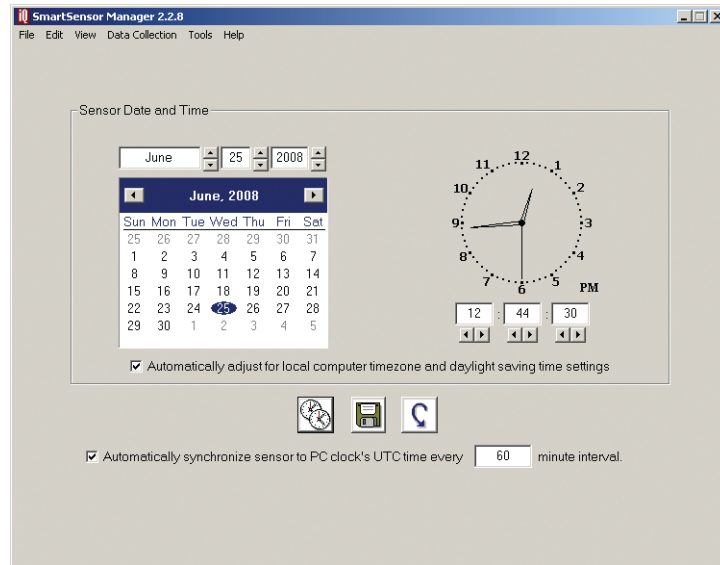 SmartSensor Manager 2.2.8
File Edit View Data Collection Tools Help
Sensor Date and Time
June 25 2008
June, 2008
Sun Mon Tue Wed Thu Fri Sat
25 26 27 28 29 30 31
1 2 3 4 5 6 7
8 9 10 11 12 13 14
15 16 17 18 19 20 21
22 23 24 25 26 27 28
29 30 1 2 3 4 5
12 1 2 3 4 5 6 7 8 9 10 11
PM
12 : 44 : 30
Automatically adjust for local computer timezone and daylight saving time settings
Automatically synchronize sensor to PC clock's UTC time every 60 minute interval.